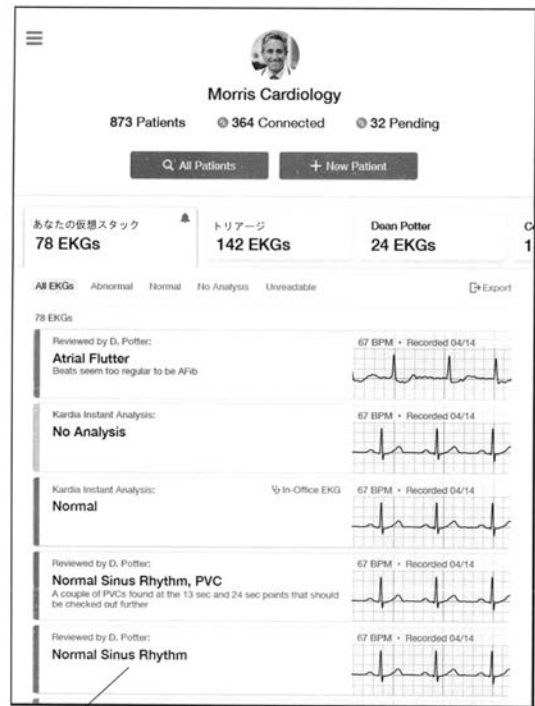 Morris Cardiology
873 Patients 364 Connected 32 Pending
All Patients + New Patient
あなたの仮想スタック
78 EKGs
トリアージ
142 EKGs
Dean Potter
24 EKGs
All EKGs Abnormal Normal No Analysis Unreadable Export
78 EKGs
Reviewed by D. Potter:
Atrial Flutter
Beats seem too regular to be AFib
67 BPM • Recorded 04/14
Kardia Instant Analysis:
No Analysis
67 BPM • Recorded 04/14
Kardia Instant Analysis:
Normal
In-Office EKG
67 BPM • Recorded 04/14
Reviewed by D. Potter:
Normal Sinus Rhythm, PVC
A couple of PVCs found at the 13 sec and 24 sec points that should
be checked out further
67 BPM • Recorded 04/14
Reviewed by D. Potter:
Normal Sinus Rhythm
67 BPM • Recorded 04/14